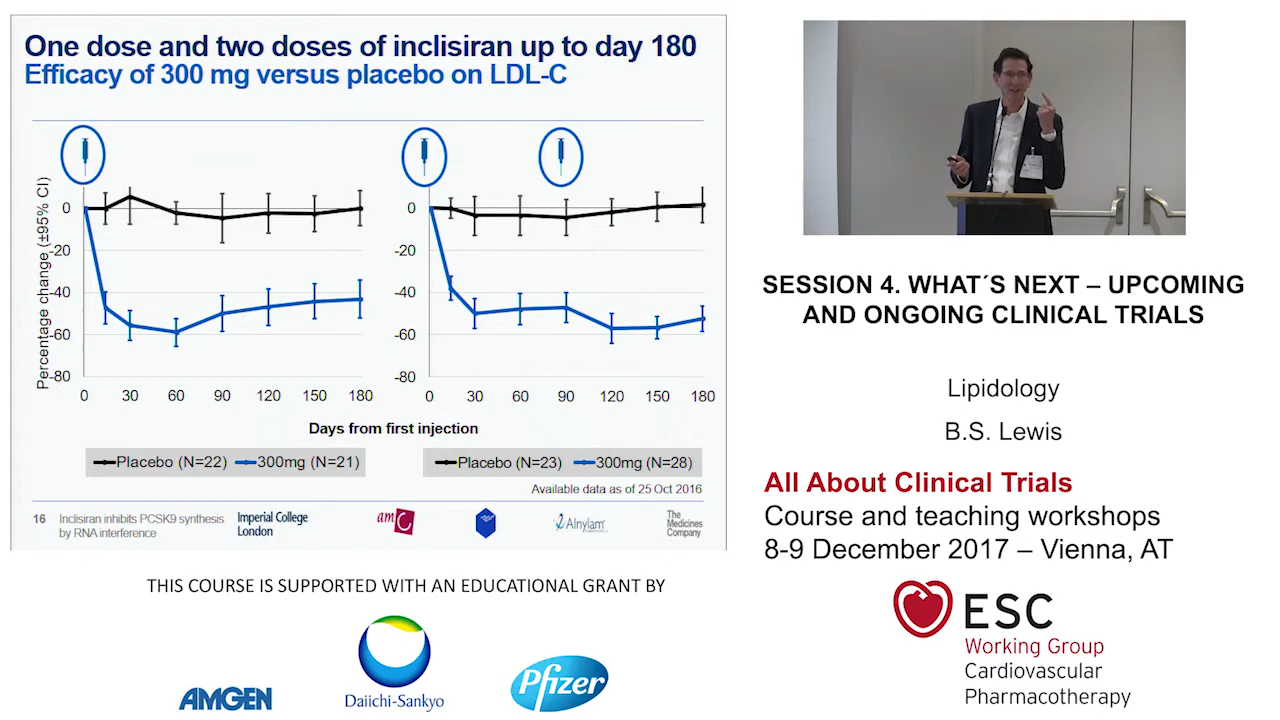 One dose and two doses of inclisiran up to day 180
Efficacy of 300 mg versus placebo on LDL-C
Percentage change (±95% CI)
0
-20
-40
-60
-80
0 30 60 90 120 150 180
0
-20
-40
-60
-80
0 30 60 90 120 150 180
Days from first injection
Placebo (N=22) 300mg (N=21)
Placebo (N=23) 300mg (N=28)
Available data as of 25 Oct 2016
16 Inclisiran inhibits PCSK9 synthesis
by RNA interference
Imperial College
London
amC
Alnylam
The
Medicines
Company
THIS COURSE IS SUPPORTED WITH AN EDUCATIONAL GRANT BY
AMGEN
Daiichi-Sankyo
Pfizer
SESSION 4. WHAT´S NEXT – UPCOMING
AND ONGOING CLINICAL TRIALS
Lipidology
B.S. Lewis
All About Clinical Trials
Course and teaching workshops
8-9 December 2017 – Vienna, AT
ESC
Working Group
Cardiovascular
Pharmacotherapy